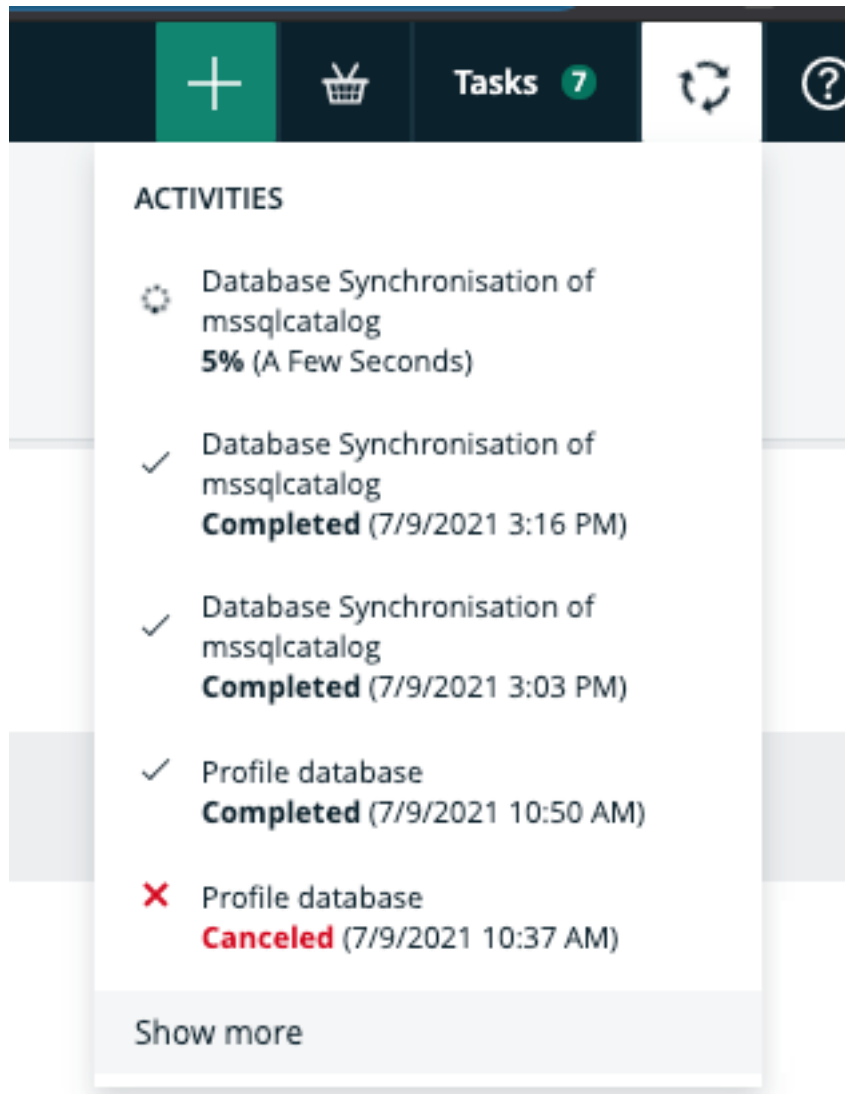 Tasks 7
?
ACTIVITIES
Database Synchronisation of
mssqlcatalog
5% (A Few Seconds)
Database Synchronisation of
mssqlcatalog
Completed (7/9/2021 3:16 PM)
Database Synchronisation of
mssqlcatalog
Completed (7/9/2021 3:03 PM)
Profile database
Completed (7/9/2021 10:50 AM)
Profile database
Canceled (7/9/2021 10:37 AM)
Show more